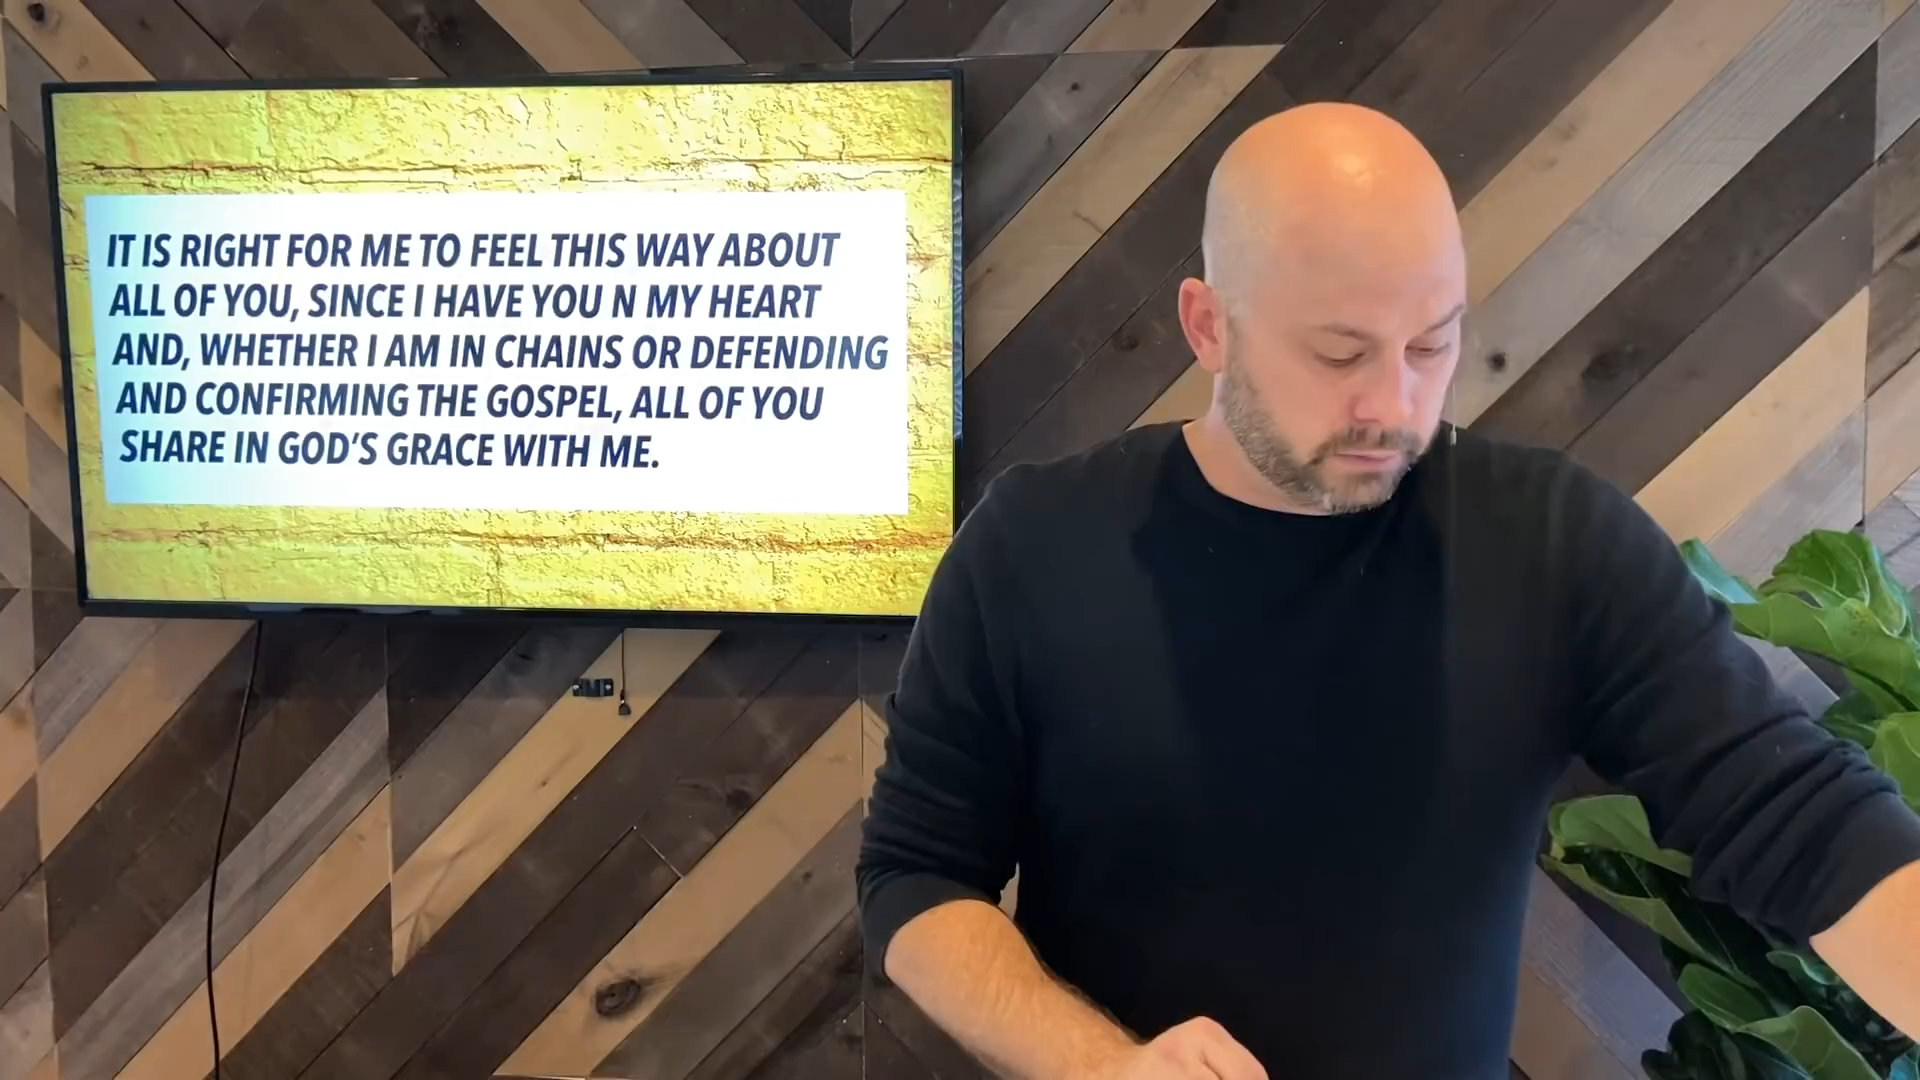 IT IS RIGHT FOR ME TO FEEL THIS WAY ABOUT
ALL OF YOU, SINCE I HAVE YOU N MY HEART
AND, WHETHER I AM IN CHAINS OR DEFENDING
AND CONFIRMING THE GOSPEL, ALL OF YOU
SHARE IN GOD'S GRACE WITH ME.